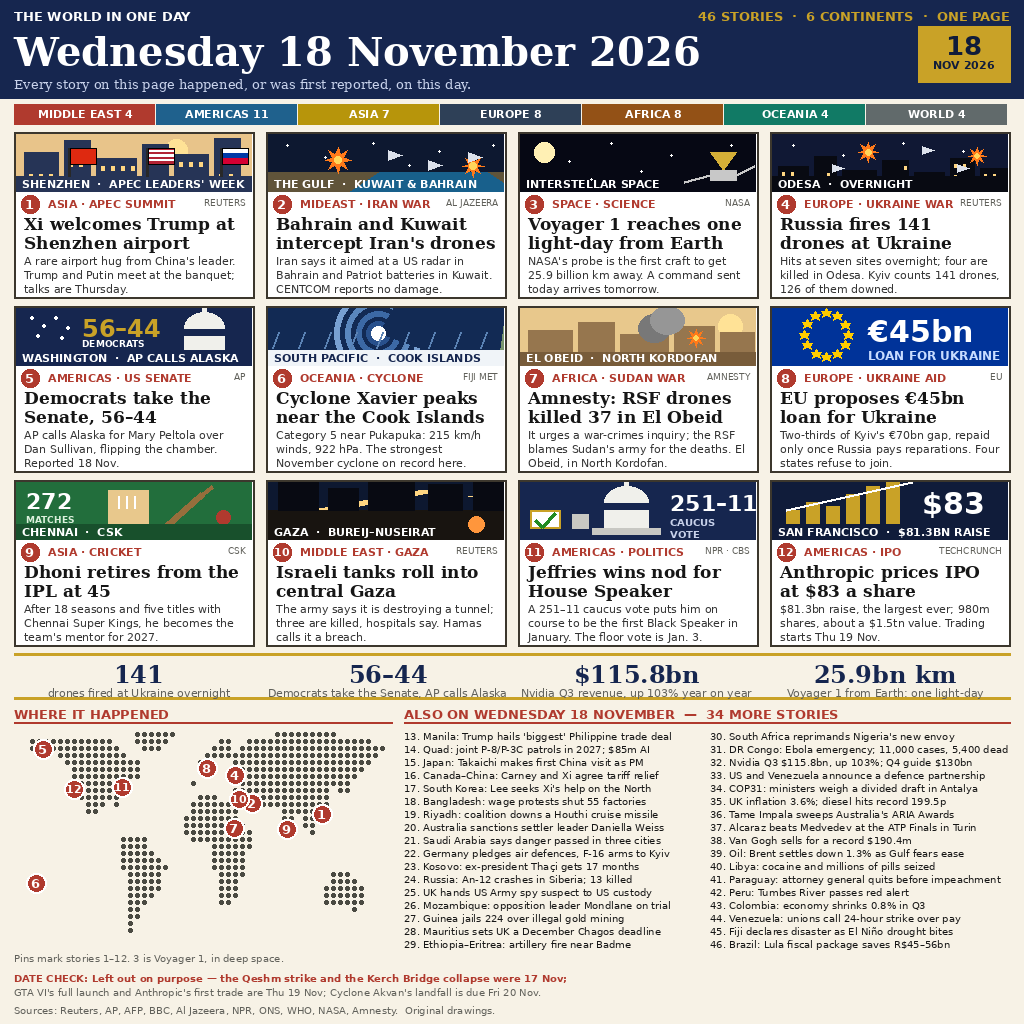 THE WORLD IN ONE DAY
46 STORIES · 6 CONTINENTS · ONE PAGE
Wednesday 18 November 2026
18
NOV 2026
Every story on this page happened, or was first reported, on this day.
MIDDLE EAST 4
AMERICAS 11
ASIA 7
EUROPE 8
AFRICA 8
OCEANIA 4
WORLD 4
SHENZHEN · APEC LEADERS' WEEK
1 ASIA · APEC SUMMIT REUTERS
Xi welcomes Trump at
Shenzhen airport
A rare airport hug from China's leader.
Trump and Putin meet at the banquet;
talks are Thursday.
THE GULF · KUWAIT & BAHRAIN
2 MIDEAST · IRAN WAR AL JAZEERA
Bahrain and Kuwait
intercept Iran's drones
Iran says it aimed at a US radar in
Bahrain and Patriot batteries in Kuwait.
CENTCOM reports no damage.
INTERSTELLAR SPACE
3 SPACE · SCIENCE NASA
Voyager 1 reaches one
light-day from Earth
NASA's probe is the first craft to get
25.9 billion km away. A command sent
today arrives tomorrow.
ODESA · OVERNIGHT
4 EUROPE · UKRAINE WAR REUTERS
Russia fires 141
drones at Ukraine
Hits at seven sites overnight; four are
killed in Odesa. Kyiv counts 141 drones,
126 of them downed.
56–44
DEMOCRATS
WASHINGTON · AP CALLS ALASKA
5 AMERICAS · US SENATE AP
Democrats take the
Senate, 56–44
AP calls Alaska for Mary Peltola over
Dan Sullivan, flipping the chamber.
Reported 18 Nov.
SOUTH PACIFIC · COOK ISLANDS
6 OCEANIA · CYCLONE FIJI MET
Cyclone Xavier peaks
near the Cook Islands
Category 5 near Pukapuka: 215 km/h
winds, 922 hPa. The strongest
November cyclone on record here.
EL OBEID · NORTH KORDOFAN
7 AFRICA · SUDAN WAR AMNESTY
Amnesty: RSF drones
killed 37 in El Obeid
It urges a war-crimes inquiry; the RSF
blames Sudan's army for the deaths. El
Obeid, in North Kordofan.
€45bn
LOAN FOR UKRAINE
8 EUROPE · UKRAINE AID EU
EU proposes €45bn
loan for Ukraine
Two-thirds of Kyiv's €70bn gap, repaid
only once Russia pays reparations. Four
states refuse to join.
272
MATCHES
CHENNAI · CSK
9 ASIA · CRICKET CSK
Dhoni retires from the
IPL at 45
After 18 seasons and five titles with
Chennai Super Kings, he becomes the
team's mentor for 2027.
GAZA · BUREIJ–NUSEIRAT
10 MIDDLE EAST · GAZA REUTERS
Israeli tanks roll into
central Gaza
The army says it is destroying a tunnel;
three are killed, hospitals say. Hamas
calls it a breach.
251–11
CAUCUS
VOTE
11 AMERICAS · POLITICS NPR · CBS
Jeffries wins nod for
House Speaker
A 251–11 caucus vote puts him on
course to be the first Black Speaker in
January. The floor vote is Jan. 3.
$83
SAN FRANCISCO · $81.3BN RAISE
12 AMERICAS · IPO TECHCRUNCH
Anthropic prices IPO
at $83 a share
$81.3bn raise, the largest ever; 980m
shares, about a $1.5tn value. Trading
starts Thu 19 Nov.
141
drones fired at Ukraine overnight
56–44
Democrats take the Senate, AP calls Alaska
$115.8bn
Nvidia Q3 revenue, up 103% year on year
25.9bn km
Voyager 1 from Earth: one light-day
WHERE IT HAPPENED
5
8
4
12
11
10
2
1
7
9
6
Pins mark stories 1–12. 3 is Voyager 1, in deep space.
ALSO ON WEDNESDAY 18 NOVEMBER — 34 MORE STORIES
13. Manila: Trump hails 'biggest' Philippine trade deal
14. Quad: joint P-8/P-3C patrols in 2027; $85m AI
15. Japan: Takaichi makes first China visit as PM
16. Canada–China: Carney and Xi agree tariff relief
17. South Korea: Lee seeks Xi's help on the North
18. Bangladesh: wage protests shut 55 factories
19. Riyadh: coalition downs a Houthi cruise missile
20. Australia sanctions settler leader Daniella Weiss
21. Saudi Arabia says danger passed in three cities
22. Germany pledges air defences, F-16 arms to Kyiv
23. Kosovo: ex-president Thaçi gets 17 months
24. Russia: An-12 crashes in Siberia; 13 killed
25. UK hands US Army spy suspect to US custody
26. Mozambique: opposition leader Mondlane on trial
27. Guinea jails 224 over illegal gold mining
28. Mauritius sets UK a December Chagos deadline
29. Ethiopia–Eritrea: artillery fire near Badme
30. South Africa reprimands Nigeria's new envoy
31. DR Congo: Ebola emergency; 11,000 cases, 5,400 dead
32. Nvidia Q3 $115.8bn, up 103%; Q4 guide $130bn
33. US and Venezuela announce a defence partnership
34. COP31: ministers weigh a divided draft in Antalya
35. UK inflation 3.6%; diesel hits record 199.5p
36. Tame Impala sweeps Australia's ARIA Awards
37. Alcaraz beats Medvedev at the ATP Finals in Turin
38. Van Gogh sells for a record $190.4m
39. Oil: Brent settles down 1.3% as Gulf fears ease
40. Libya: cocaine and millions of pills seized
41. Paraguay: attorney general quits before impeachment
42. Peru: Tumbes River passes red alert
43. Colombia: economy shrinks 0.8% in Q3
44. Venezuela: unions call 24-hour strike over pay
45. Fiji declares disaster as El Niño drought bites
46. Brazil: Lula fiscal package saves R$45–56bn
DATE CHECK: Left out on purpose — the Qeshm strike and the Kerch Bridge collapse were 17 Nov;
GTA VI's full launch and Anthropic's first trade are Thu 19 Nov; Cyclone Akvan's landfall is due Fri 20 Nov.
Sources: Reuters, AP, AFP, BBC, Al Jazeera, NPR, ONS, WHO, NASA, Amnesty. Original drawings.